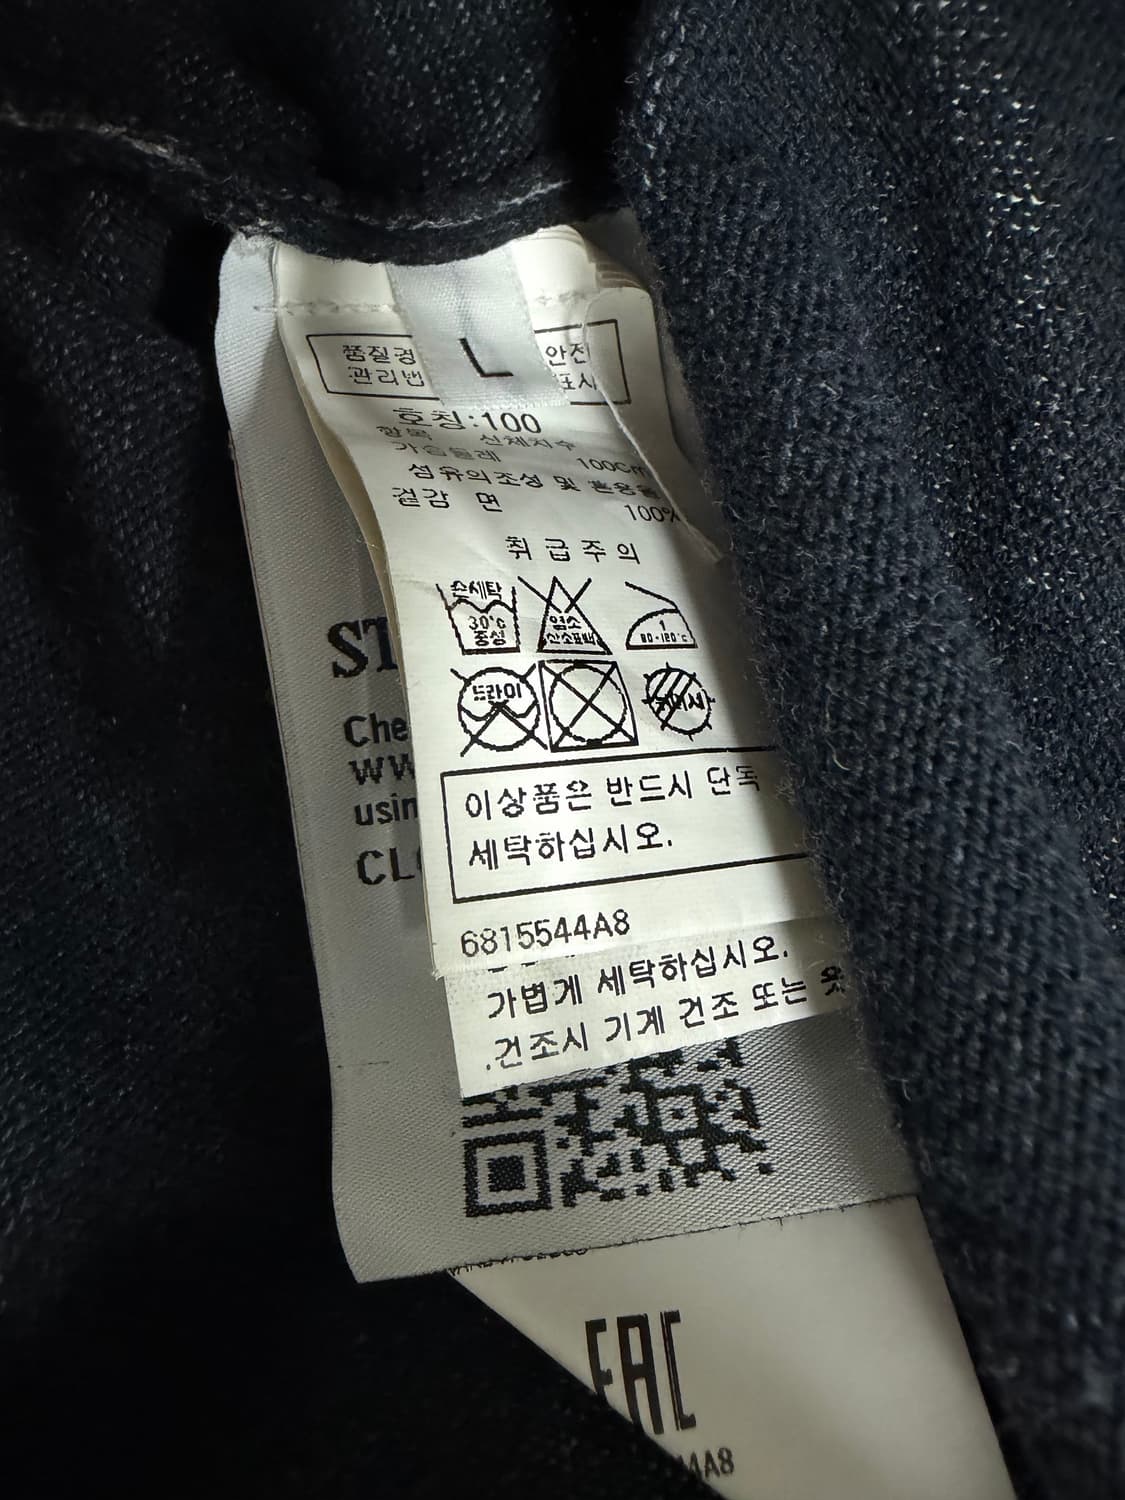 L
품질경 안전
관리법 표시
호칭:100
항목 신체치수
가슴둘레 100cm
섬유의조성 및 혼용율
겉감 면 100%
취급주의
손세탁
30°c
중성
염소
산소표백
1
80-120°c
드라이
이상품은 반드시 단독
세탁하십시오.
6815544A8
가볍게 세탁하십시오.
.건조시 기계 건조 또는
ST
Che
WW
usin
CL
EAC
4A8